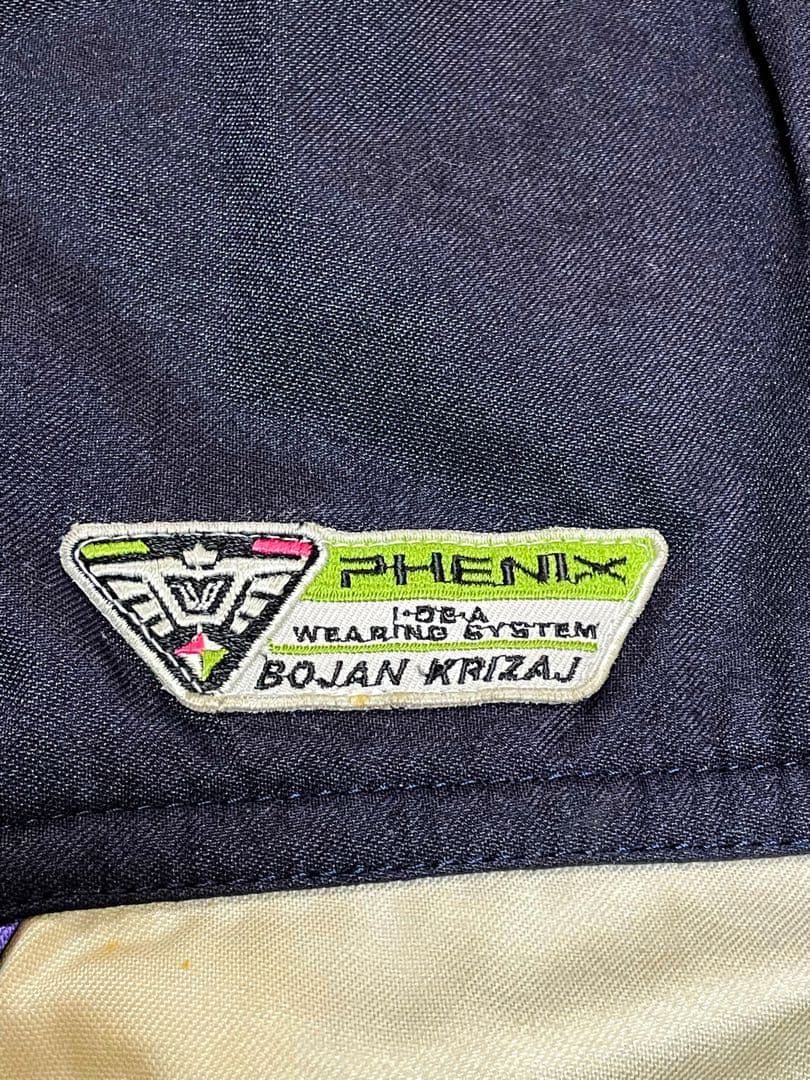 PHENIX
I·DE·A
WEARING SYSTEM
BOJAN KRIZAJ